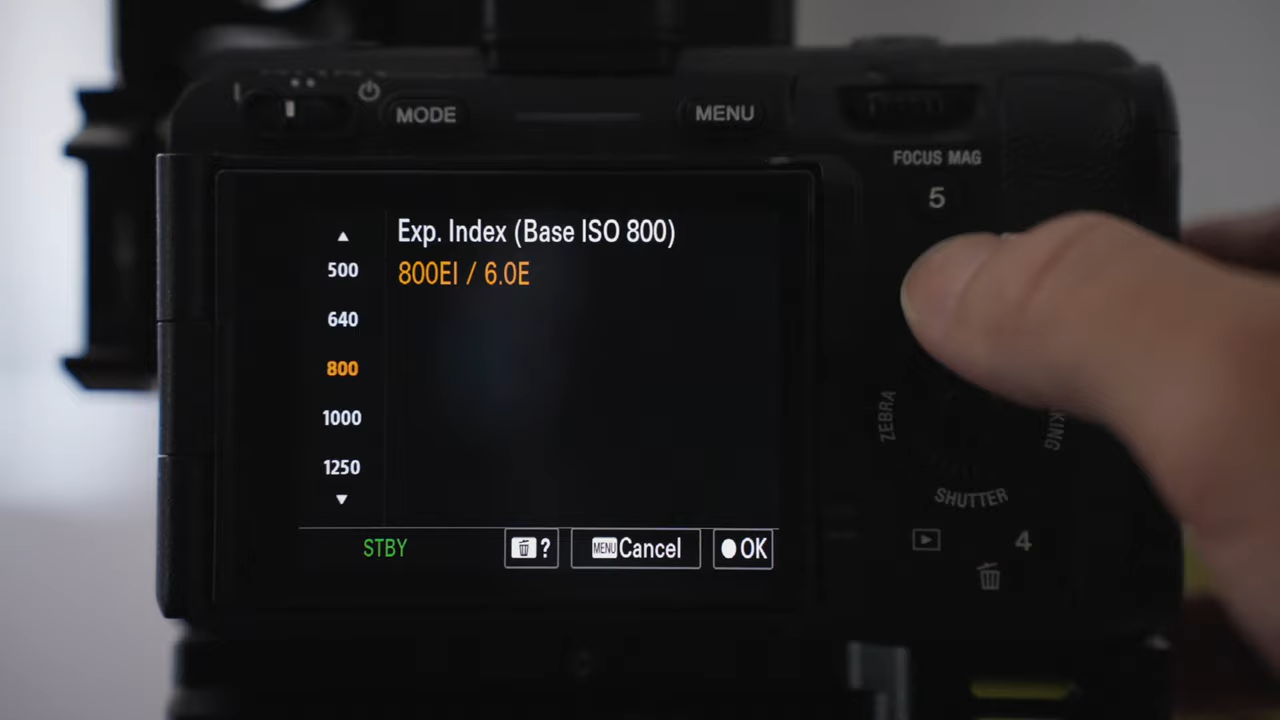 MODE
MENU
FOCUS MAG
5
Exp. Index (Base ISO 800)
800EI / 6.0E
500
640
800
1000
1250
ZEBRA
KING
SHUTTER
4
STBY
?
MENU Cancel
OK